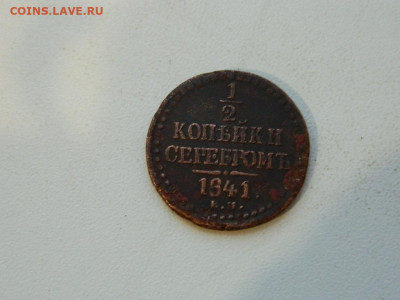 COINS.LAVE.RU
1
2
КОПѢЙКИ
СЕРЕБРОМЪ
1841.